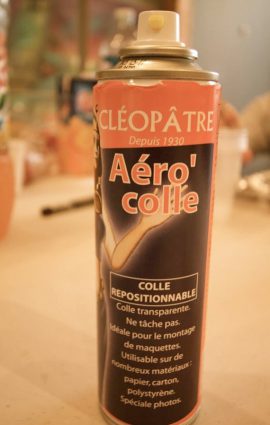 CLÉOPÂTRE
Depuis 1930
Aéro'
colle
COLLE
REPOSITIONNABLE
Colle transparente.
Ne tâche pas.
Idéale pour le montage
de maquettes.
Utilisable sur de
nombreux matériaux :
papier, carton,
polystyrène.
Spéciale photos.